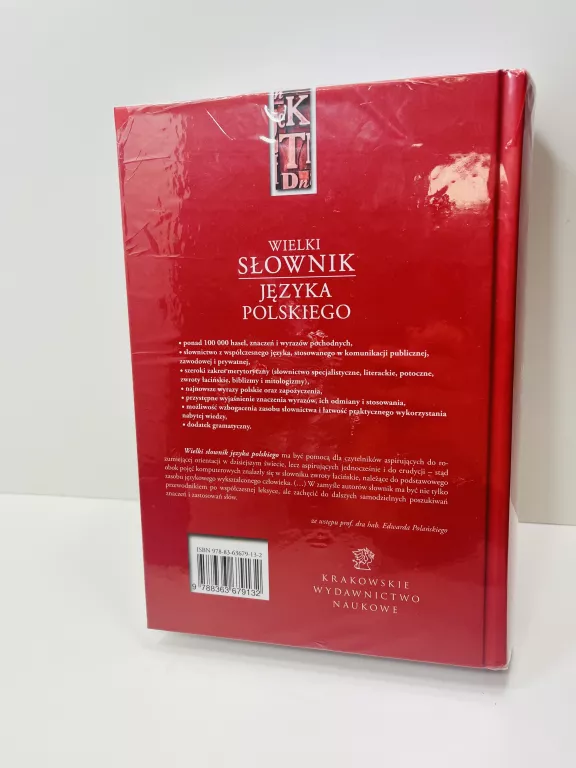 K
T
Dn
WIELKI
SŁOWNIK
JĘZYKA
POLSKIEGO
• ponad 100 000 haseł, znaczeń i wyrazów pochodnych,
• słownictwo z współczesnego języka, stosowanego w komunikacji publicznej,
zawodowej i prywatnej,
• szeroki zakres merytoryczny (słownictwo specjalistyczne, literackie, potoczne,
zwroty łacińskie, biblizmy i mitologizmy),
• najnowsze wyrazy polskie oraz zapożyczenia,
• przystępne wyjaśnienie znaczenia wyrazów, ich odmiany i stosowania,
• możliwość wzbogacenia zasobu słownictwa i łatwość praktycznego wykorzystania
nabytej wiedzy,
• dodatek gramatyczny.
Wielki słownik języka polskiego ma być pomocą dla czytelników aspirujących do ro-
zumiejącej orientacji w dzisiejszym świecie, lecz aspirujących jednocześnie i do erudycji – stąd
obok pojęć komputerowych znalazły się w słowniku zwroty łacińskie, należące do podstawowego
zasobu językowego wykształconego człowieka. (…) W zamyśle autorów słownik ma być nie tylko
przewodnikiem po współczesnej leksyce, ale zachęcić do dalszych samodzielnych poszukiwań
znaczeń i zastosowań słów.
ze wstępu prof. dra hab. Edwarda Polańskiego
ISBN 978-83-63679-13-2
9 788363 679132
KRAKOWSKIE
WYDAWNICTWO
NAUKOWE